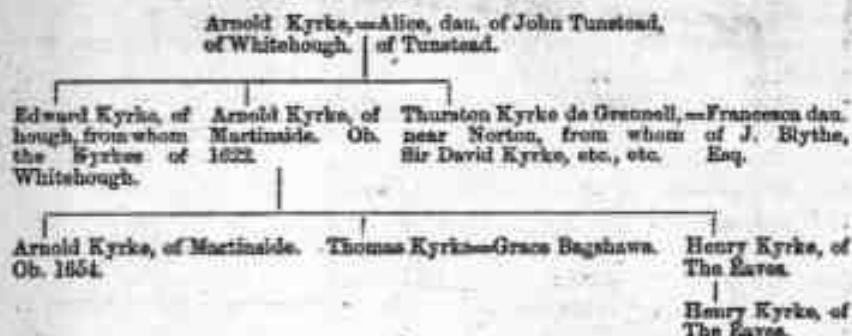 Arnold Kyrke,=Alice, dau. of John Tunstead,
of Whitehough. of Tunstead.
Edward Kyrke, of
hough, from whom
the Kyrkes of
Whitehough.
Arnold Kyrke, of
Martinside. Ob.
1622.
Thurston Kyrke de Greenell,
near Norton, from whom
Sir David Kyrke, etc., etc.
=Francesca dau.
of J. Blythe,
Esq.
Arnold Kyrke, of Martinside.
Ob. 1654.
Thomas Kyrke=Grace Bagshawe.
Henry Kyrke, of
The Eaves.
Henry Kyrke, of
The Eaves.